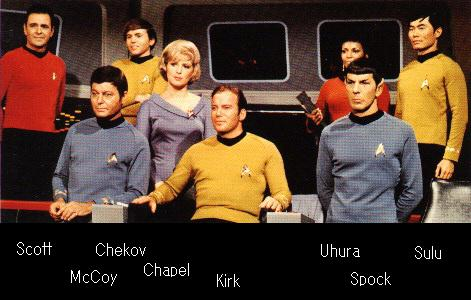 Scott Chekov Uhura Sulu
McCoy Chapel Kirk Spock